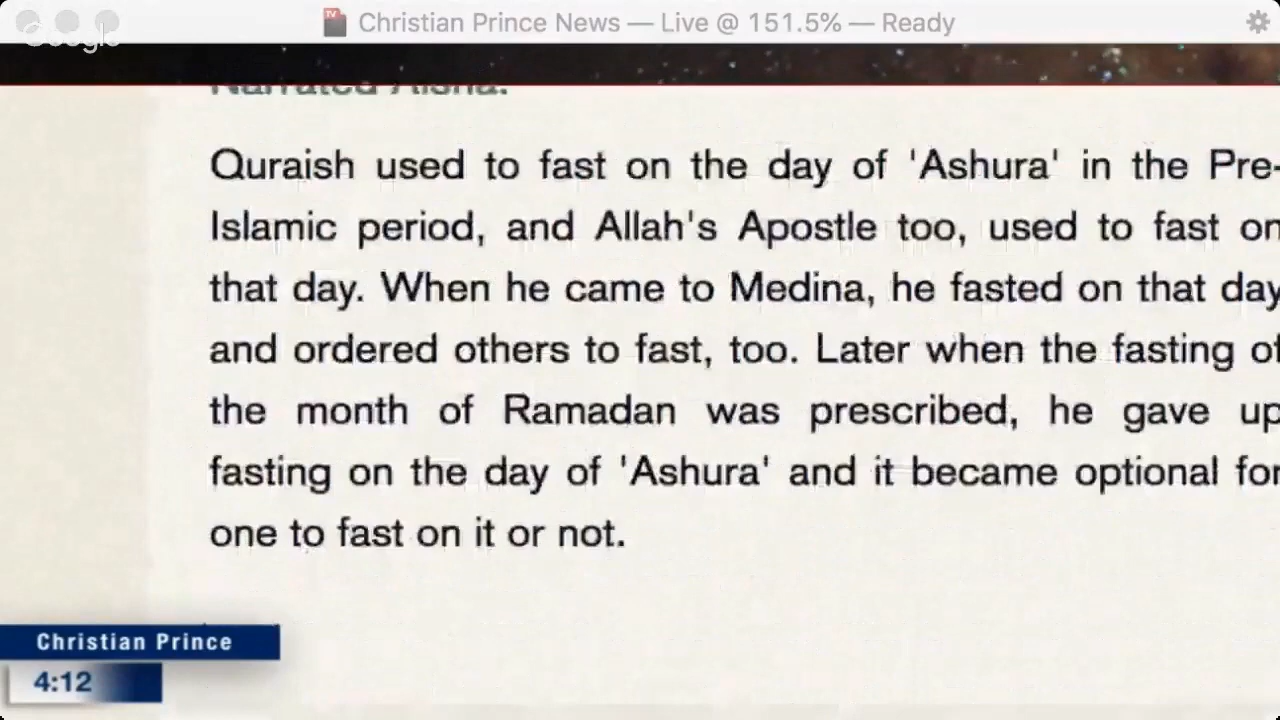 Christian Prince News — Live @ 151.5% — Ready
Google
Narrated Aisha:
Quraish used to fast on the day of 'Ashura' in the Pre-
Islamic period, and Allah's Apostle too, used to fast on
that day. When he came to Medina, he fasted on that day
and ordered others to fast, too. Later when the fasting of
the month of Ramadan was prescribed, he gave up
fasting on the day of 'Ashura' and it became optional for
one to fast on it or not.
Christian Prince
4:12